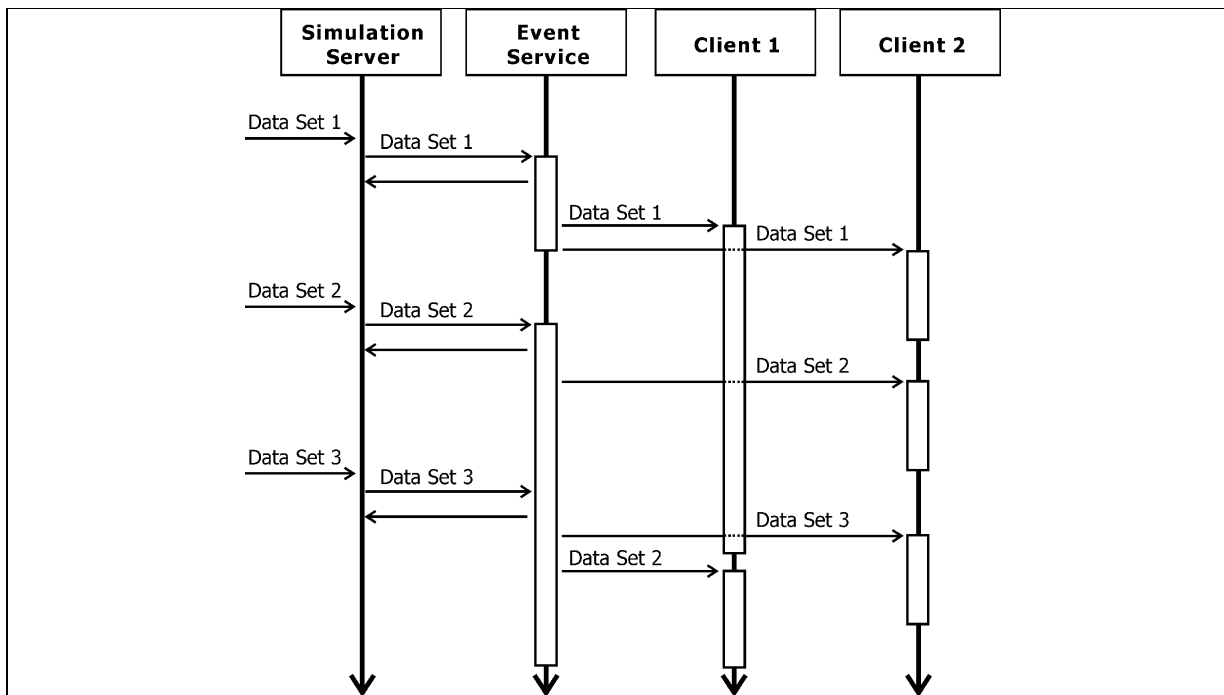 Simulation
Server
Event
Service
Client 1
Client 2
Data Set 1
Data Set 1
Data Set 1
Data Set 1
Data Set 2
Data Set 2
Data Set 2
Data Set 3
Data Set 3
Data Set 3
Data Set 2